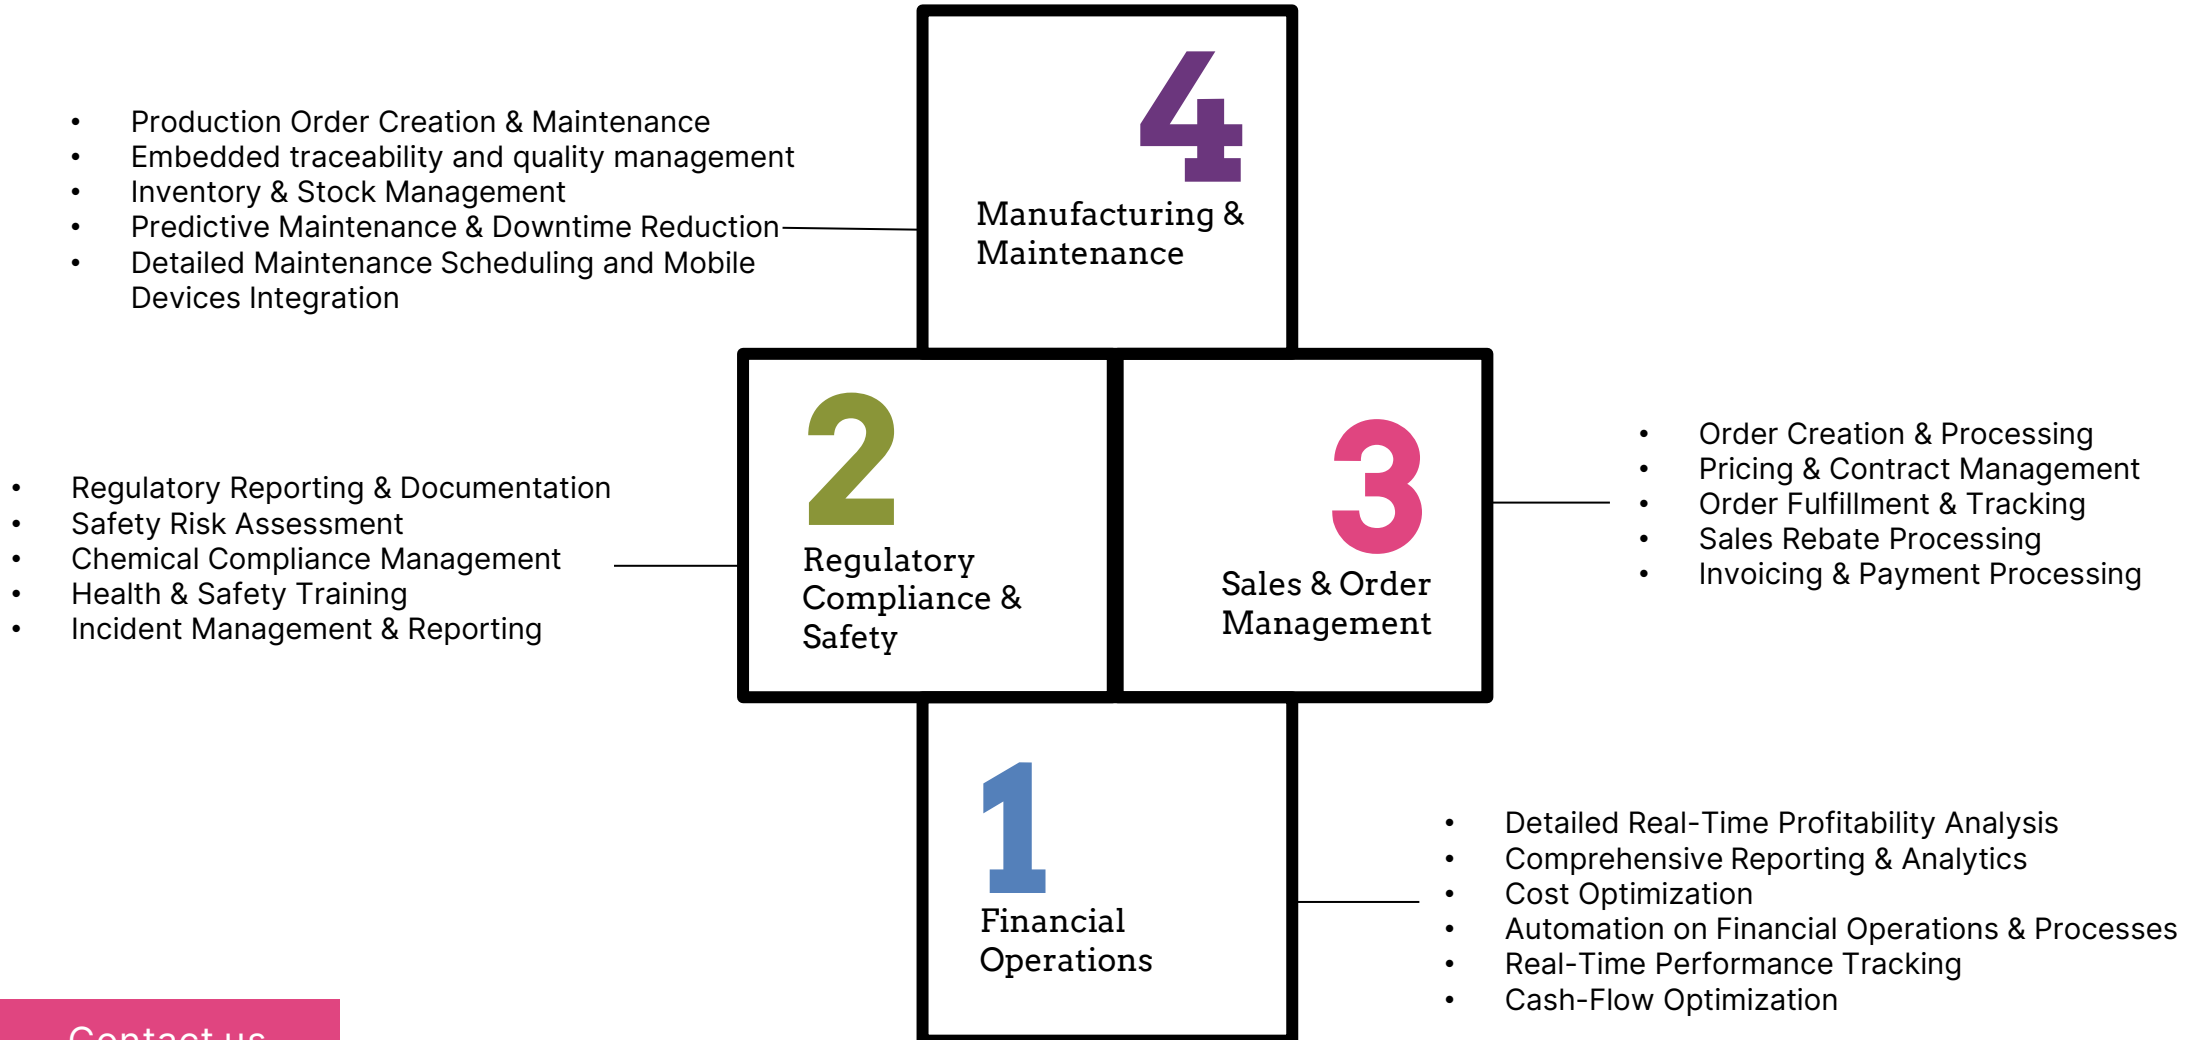 4
Manufacturing &
Maintenance
• Production Order Creation & Maintenance
• Embedded traceability and quality management
• Inventory & Stock Management
• Predictive Maintenance & Downtime Reduction
• Detailed Maintenance Scheduling and Mobile
Devices Integration
2
Regulatory
Compliance &
Safety
• Regulatory Reporting & Documentation
• Safety Risk Assessment
• Chemical Compliance Management
• Health & Safety Training
• Incident Management & Reporting
3
Sales & Order
Management
• Order Creation & Processing
• Pricing & Contract Management
• Order Fulfillment & Tracking
• Sales Rebate Processing
• Invoicing & Payment Processing
1
Financial
Operations
• Detailed Real-Time Profitability Analysis
• Comprehensive Reporting & Analytics
• Cost Optimization
• Automation on Financial Operations & Processes
• Real-Time Performance Tracking
• Cash-Flow Optimization
Contact us